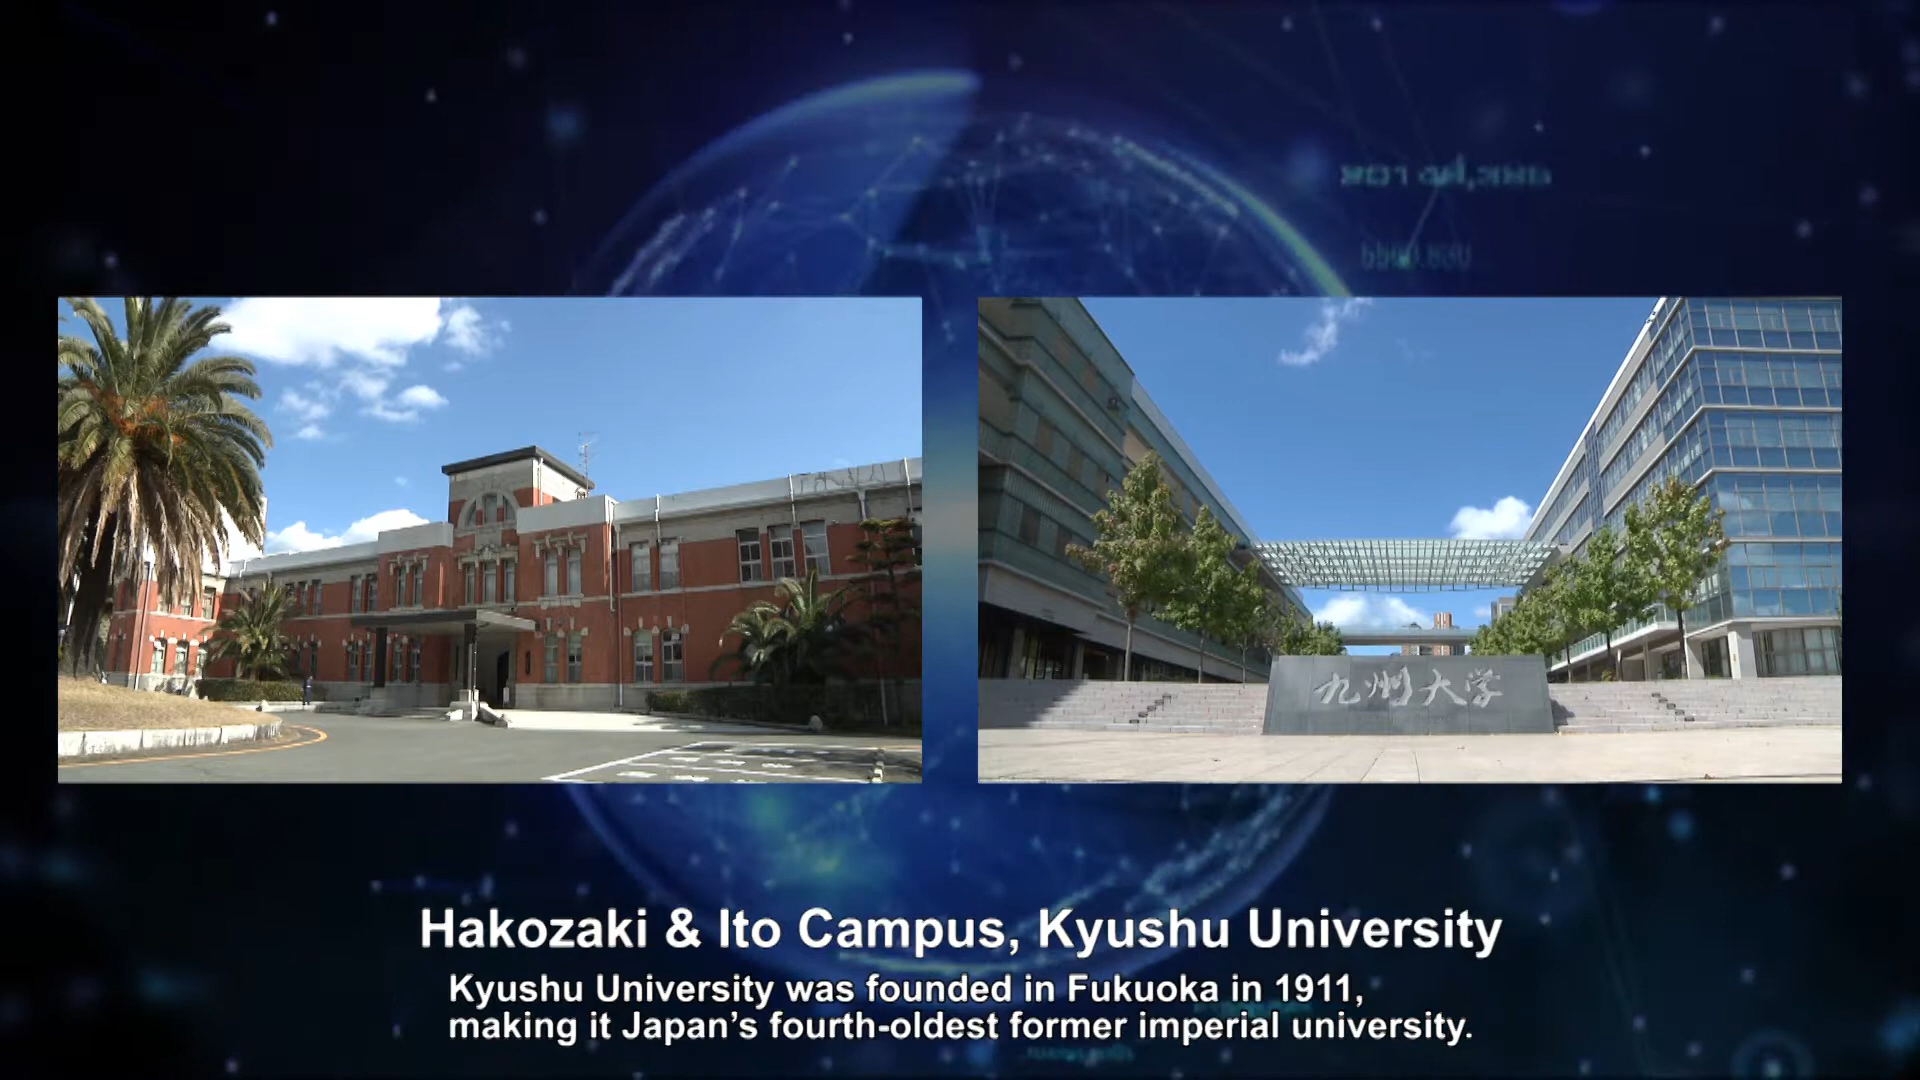 九州大学
Hakozaki & Ito Campus, Kyushu University
Kyushu University was founded in Fukuoka in 1911,
making it Japan's fourth-oldest former imperial university.